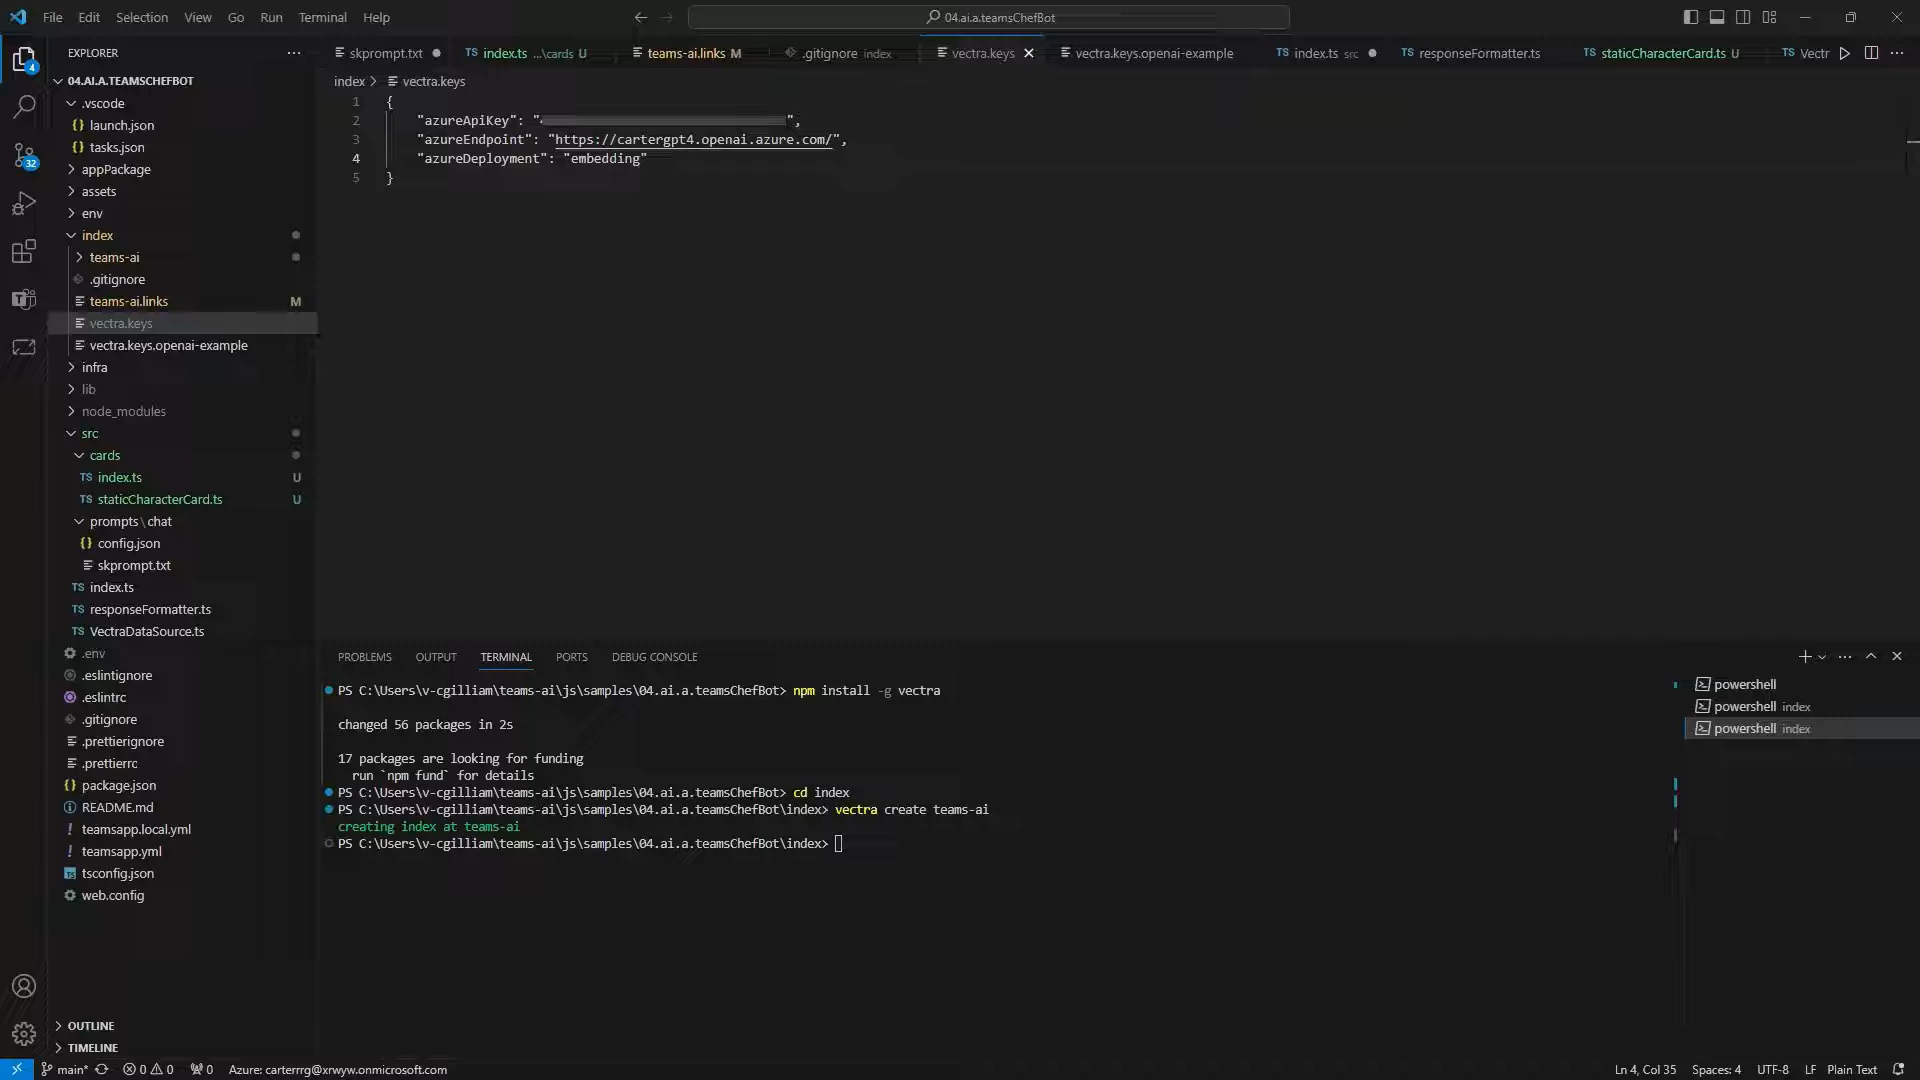 File Edit Selection View Go Run Terminal Help
04.ai.a.teamsChefBot
EXPLORER
skprompt.txt
index.ts ...\cards U
teams-ai.links M
.gitignore index
vectra.keys
vectra.keys.openai-example
index.ts src
responseFormatter.ts
staticCharacterCard.ts U
Vectr
04.AI.A.TEAMSCHEFBOT
.vscode
launch.json
tasks.json
appPackage
assets
env
index
teams-ai
.gitignore
teams-ai.links M
vectra.keys
vectra.keys.openai-example
infra
lib
node_modules
src
cards
index.ts U
staticCharacterCard.ts U
prompts\chat
config.json
skprompt.txt
index.ts
responseFormatter.ts
VectraDataSource.ts
.env
.eslintignore
.eslintrc
.gitignore
.prettierignore
.prettierrc
package.json
README.md
teamsapp.local.yml
teamsapp.yml
tsconfig.json
web.config
OUTLINE
TIMELINE
index > vectra.keys
1 {
2 "azureApiKey": "",
3 "azureEndpoint": "https://cartergpt4.openai.azure.com/",
4 "azureDeployment": "embedding"
5 }
PROBLEMS OUTPUT TERMINAL PORTS DEBUG CONSOLE
PS C:\Users\v-cgilliam\teams-ai\js\samples\04.ai.a.teamsChefBot> npm install -g vectra
changed 56 packages in 2s
17 packages are looking for funding
run `npm fund` for details
PS C:\Users\v-cgilliam\teams-ai\js\samples\04.ai.a.teamsChefBot> cd index
PS C:\Users\v-cgilliam\teams-ai\js\samples\04.ai.a.teamsChefBot\index> vectra create teams-ai
creating index at teams-ai
PS C:\Users\v-cgilliam\teams-ai\js\samples\04.ai.a.teamsChefBot\index>
powershell
powershell index
powershell index
4
32
main* 0 0 0 Azure: carterrrg@xrwyw.onmicrosoft.com
Ln 4, Col 35 Spaces: 4 UTF-8 LF Plain Text